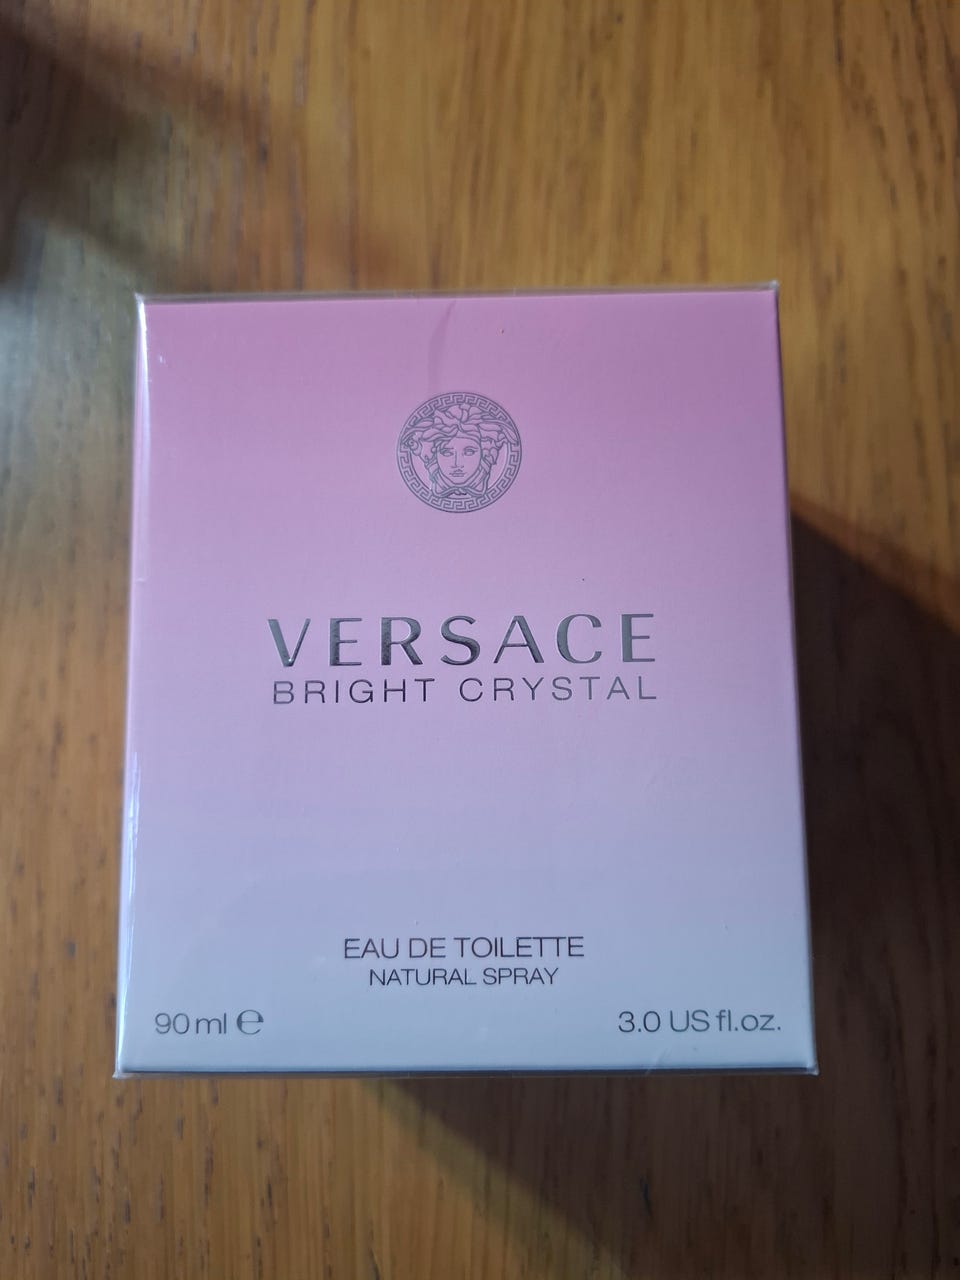 VERSACE
BRIGHT CRYSTAL
EAU DE TOILETTE
NATURAL SPRAY
90 ml ℮
3.0 US fl.oz.